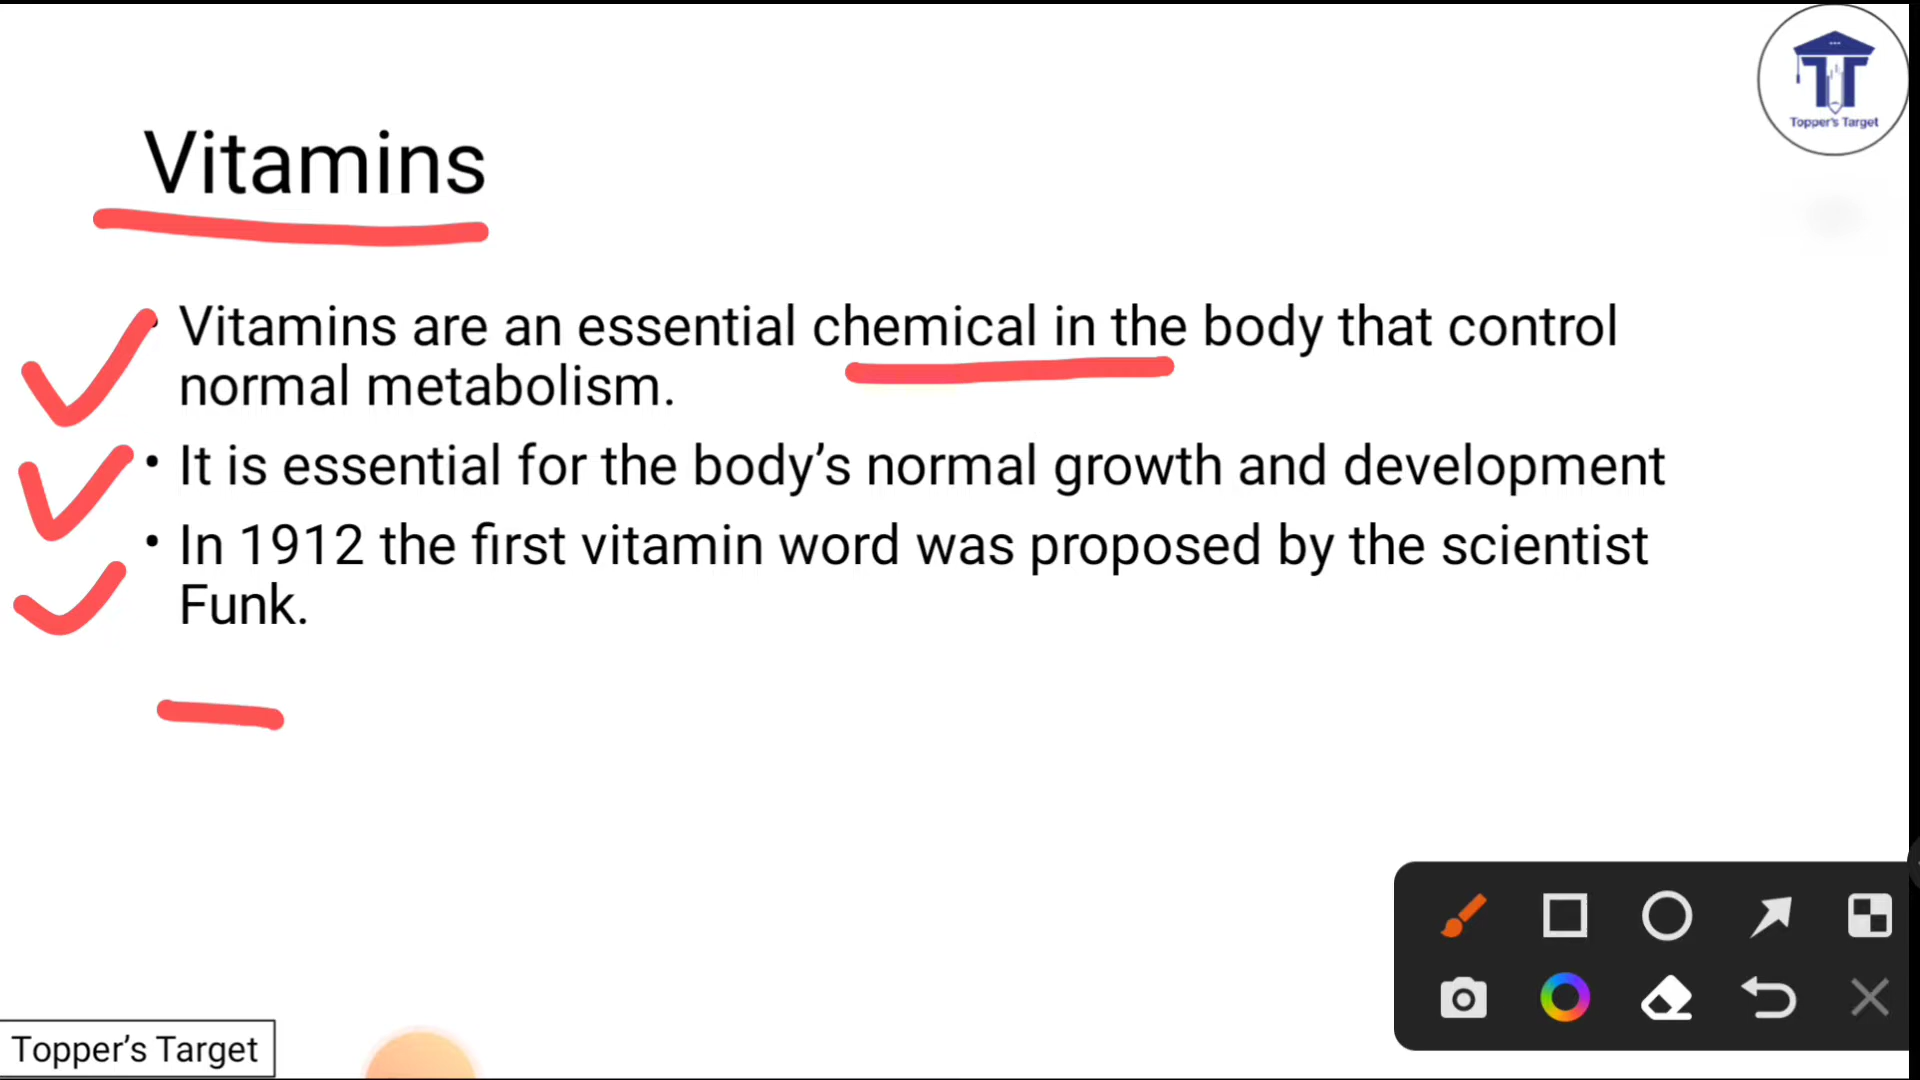 Topper's Target
Vitamins
• Vitamins are an essential chemical in the body that control
normal metabolism.
• It is essential for the body’s normal growth and development
• In 1912 the first vitamin word was proposed by the scientist
Funk.
Topper’s Target